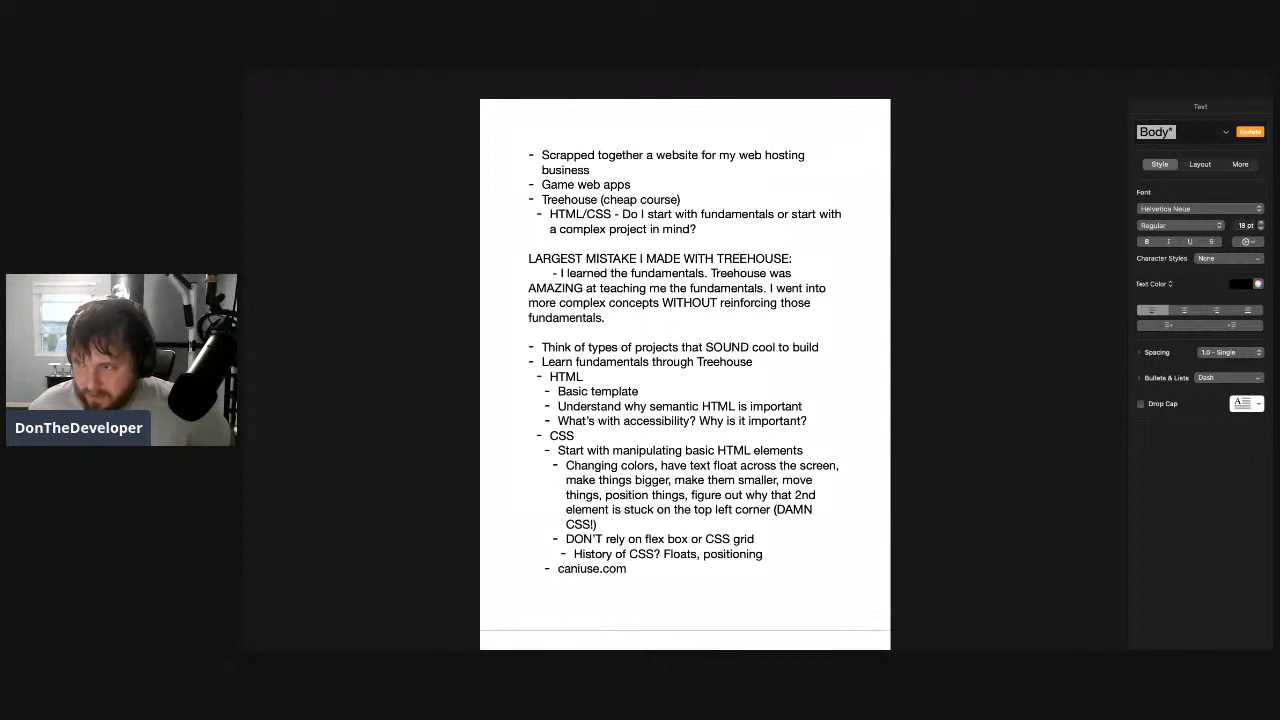 - Scrapped together a website for my web hosting
business
- Game web apps
- Treehouse (cheap course)
- HTML/CSS - Do I start with fundamentals or start with
a complex project in mind?
LARGEST MISTAKE I MADE WITH TREEHOUSE:
- I learned the fundamentals. Treehouse was
AMAZING at teaching me the fundamentals. I went into
more complex concepts WITHOUT reinforcing those
fundamentals.
- Think of types of projects that SOUND cool to build
- Learn fundamentals through Treehouse
- HTML
- Basic template
- Understand why semantic HTML is important
- What's with accessibility? Why is it important?
- CSS
- Start with manipulating basic HTML elements
- Changing colors, have text float across the screen,
make things bigger, make them smaller, move
things, position things, figure out why that 2nd
element is stuck on the top left corner (DAMN
CSS!)
- DON'T rely on flex box or CSS grid
- History of CSS? Floats, positioning
- caniuse.com
DonTheDeveloper
Text
Body*
Update
Style Layout More
Font
Helvetica Neue
Regular 18 pt
B I U S
Character Styles None
Text Color
Spacing 1.0 - Single
Bullets & Lists Dash
Drop Cap
A